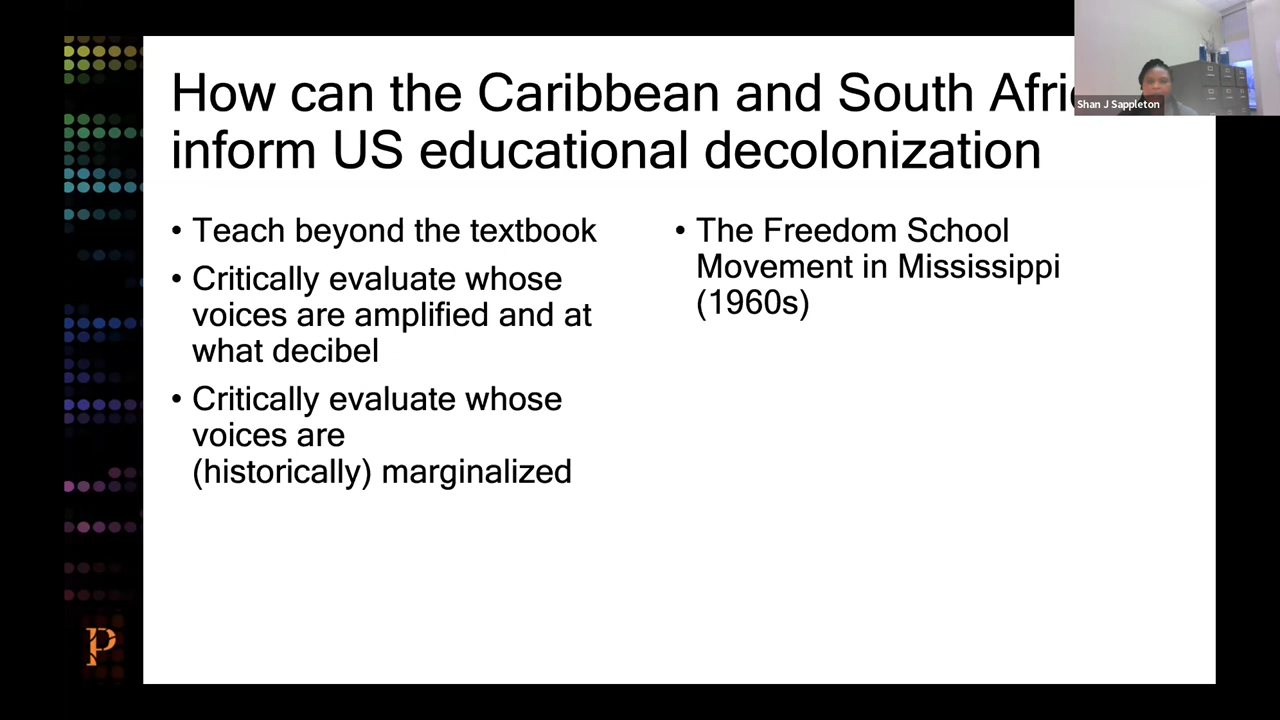 How can the Caribbean and South Afri
inform US educational decolonization
• Teach beyond the textbook
• Critically evaluate whose
voices are amplified and at
what decibel
• Critically evaluate whose
voices are
(historically) marginalized
• The Freedom School
Movement in Mississippi
(1960s)
Shan J Sappleton
P